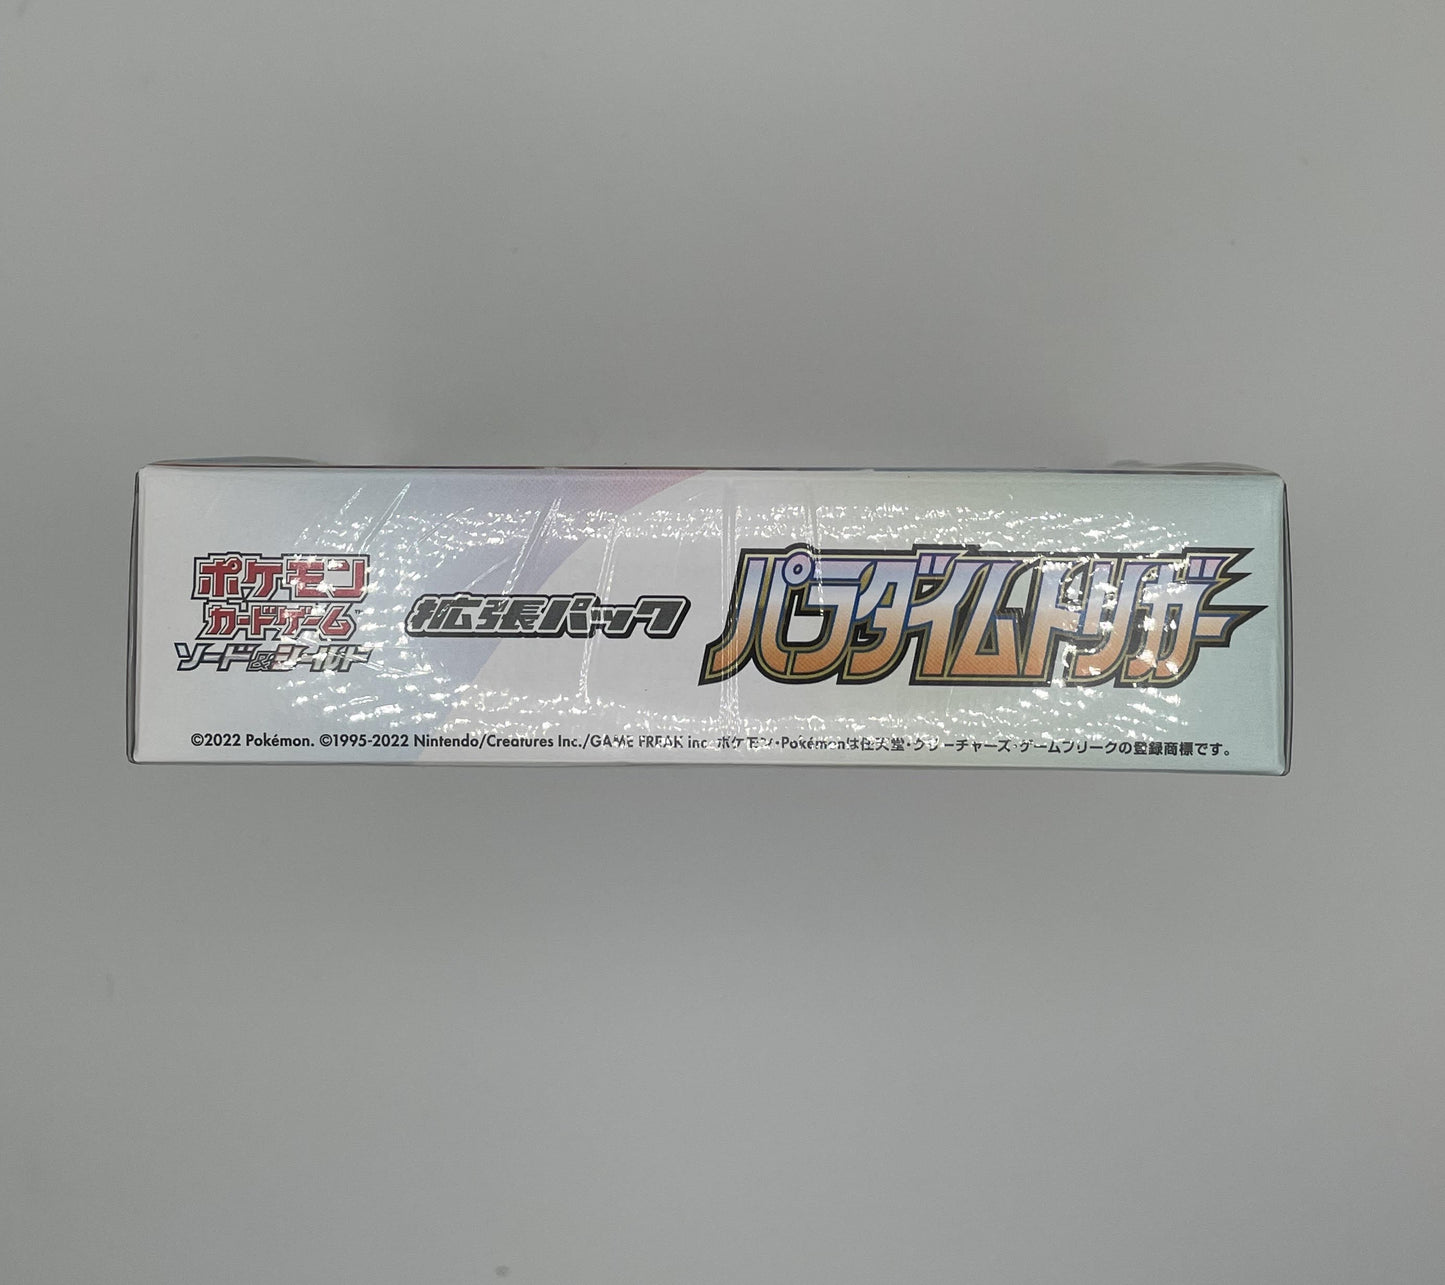 ポケモン
カードゲーム™
ソード&シールド
拡張パック
パラダイムトリガー
©2022 Pokémon. ©1995-2022 Nintendo/Creatures Inc./GAME FREAK inc. ポケモン・Pokémonは任天堂・クリーチャーズ・ゲームフリークの登録商標です。